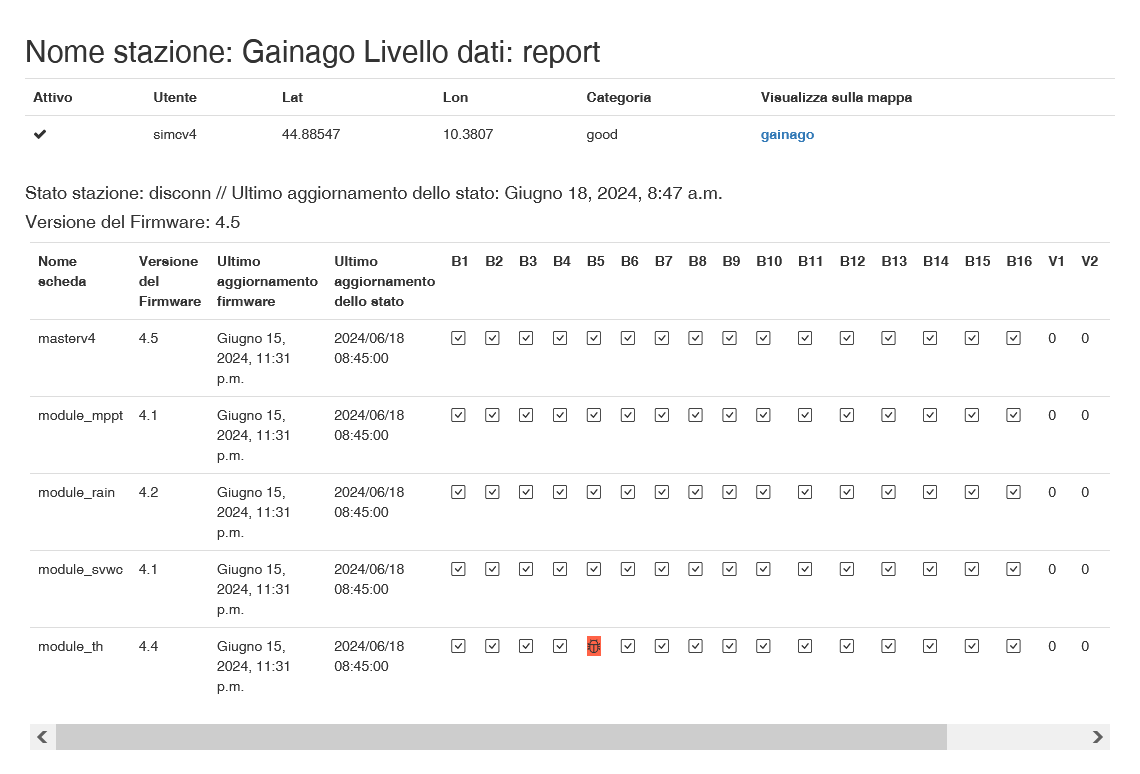 Nome stazione: Gainago Livello dati: report
Attivo Utente Lat Lon Categoria Visualizza sulla mappa
simcv4 44.88547 10.3807 good gainago
Stato stazione: disconn // Ultimo aggiornamento dello stato: Giugno 18, 2024, 8:47 a.m.
Versione del Firmware: 4.5
Nome Versione Ultimo Ultimo B1 B2 B3 B4 B5 B6 B7 B8 B9 B10 B11 B12 B13 B14 B15 B16 V1 V2
scheda del aggiornamento aggiornamento
Firmware firmware dello stato
masterv4 4.5 Giugno 15, 2024/06/18 0 0
2024, 11:31 08:45:00
p.m.
module_mppt 4.1 Giugno 15, 2024/06/18 0 0
2024, 11:31 08:45:00
p.m.
module_rain 4.2 Giugno 15, 2024/06/18 0 0
2024, 11:31 08:45:00
p.m.
module_svwc 4.1 Giugno 15, 2024/06/18 0 0
2024, 11:31 08:45:00
p.m.
module_th 4.4 Giugno 15, 2024/06/18 0 0
2024, 11:31 08:45:00
p.m.